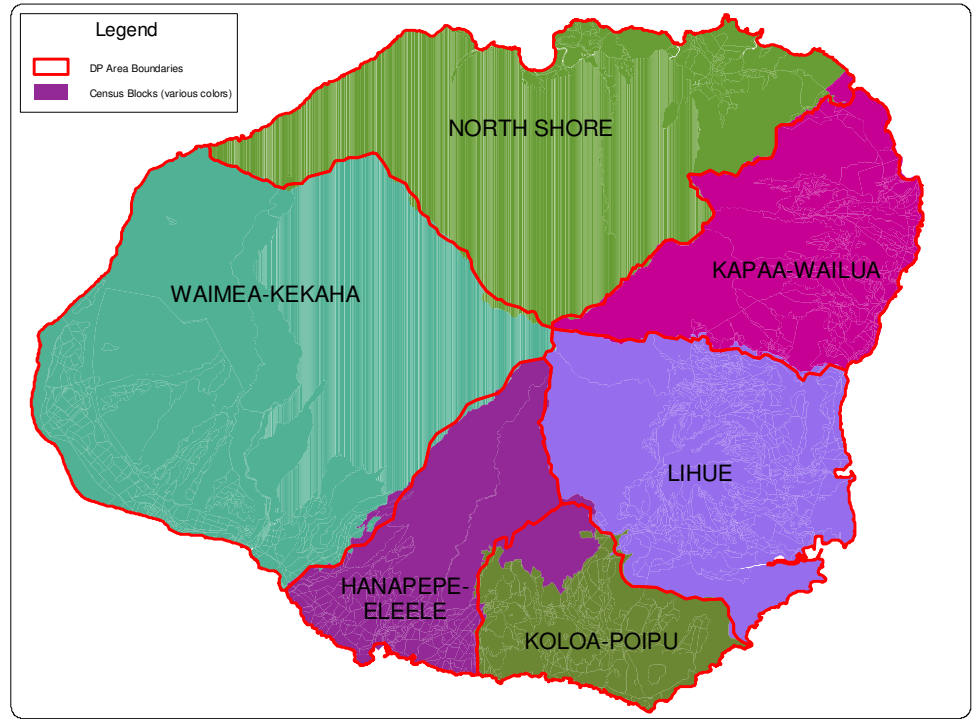 Legend
DP Area Boundaries
Census Blocks (various colors)
NORTH SHORE
KAPAA-WAILUA
WAIMEA-KEKAHA
LIHUE
HANAPEPE-
ELEELE
KOLOA-POIPU